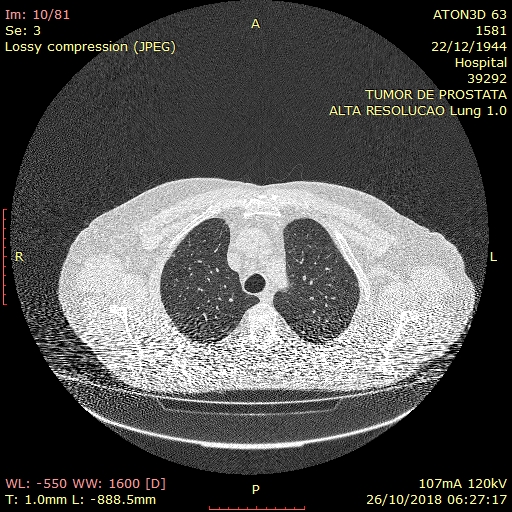 Im: 10/81
Se: 3
Lossy compression (JPEG)
A
ATON3D 63
1581
22/12/1944
Hospital
39292
TUMOR DE PROSTATA
ALTA RESOLUCAO Lung 1.0
R
L
WL: -550 WW: 1600 [D]
T: 1.0mm L: -888.5mm
P
107mA 120kV
26/10/2018 06:27:17